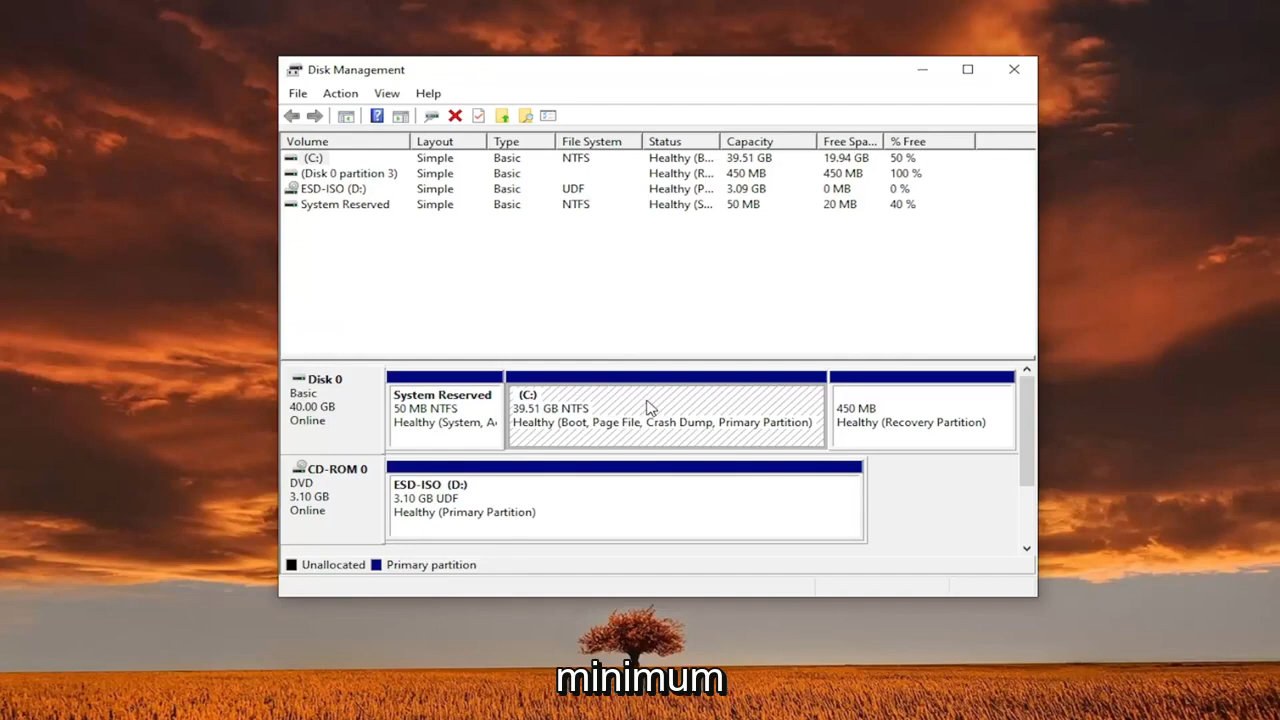 Disk Management
File Action View Help
Volume Layout Type File System Status Capacity Free Spa... % Free
(C:) Simple Basic NTFS Healthy (B... 39.51 GB 19.94 GB 50 %
(Disk 0 partition 3) Simple Basic Healthy (R... 450 MB 450 MB 100 %
ESD-ISO (D:) Simple Basic UDF Healthy (P... 3.09 GB 0 MB 0 %
System Reserved Simple Basic NTFS Healthy (S... 50 MB 20 MB 40 %
Disk 0
Basic
40.00 GB
Online
System Reserved
50 MB NTFS
Healthy (System, A
(C:)
39.51 GB NTFS
Healthy (Boot, Page File, Crash Dump, Primary Partition)
450 MB
Healthy (Recovery Partition)
CD-ROM 0
DVD
3.10 GB
Online
ESD-ISO (D:)
3.10 GB UDF
Healthy (Primary Partition)
Unallocated Primary partition
minimum